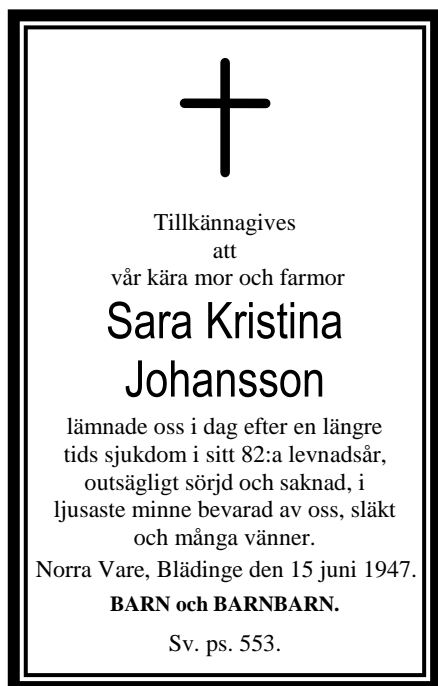 Tillkännagives
att
vår kära mor och farmor
Sara Kristina
Johansson
lämnade oss i dag efter en längre
tids sjukdom i sitt 82:a levnadsår,
outsägligt sörjd och saknad, i
ljusaste minne bevarad av oss, släkt
och många vänner.
Norra Vare, Blädinge den 15 juni 1947.
BARN och BARNBARN.
Sv. ps. 553.